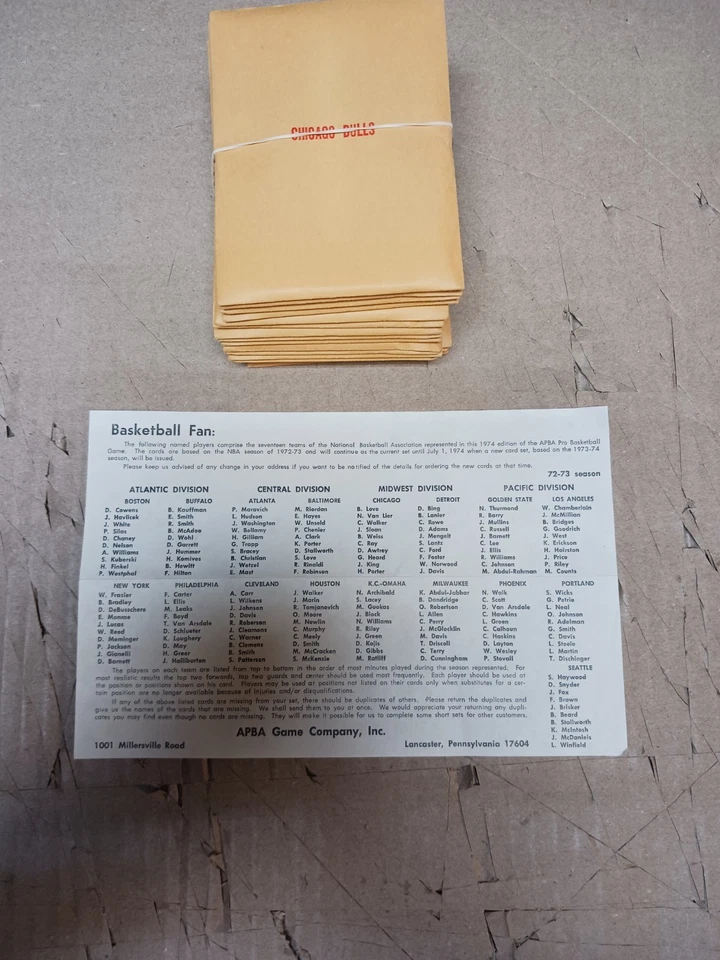 CHICAGO BULLS
Basketball Fan:
The following named players comprise the seventeen teams of the National Basketball Association represented in this 1974 edition of the APBA Pro Basketball
Game. The cards are based on the NBA season of 1972-73 and will continue as the current set until July 1, 1974 when a new card set, based on the 1973-74
season, will be issued.
Please keep us advised of any change in your address if you want to be notified of the details for ordering the new cards at that time.
72-73 season
ATLANTIC DIVISION
BOSTON
D. Cowens
J. Havlicek
J. White
P. Silas
D. Chaney
D. Nelson
A. Williams
S. Kuberski
H. Finkel
P. Westphal
BUFFALO
B. Kauffman
E. Smith
R. Smith
B. McAdoo
D. Wohl
D. Garrett
J. Hummer
H. Komives
B. Hewitt
F. Hilton
NEW YORK
W. Frazier
B. Bradley
D. DeBusschere
E. Monroe
J. Lucas
W. Reed
D. Meminger
P. Jackson
J. Gianelli
D. Barnett
PHILADELPHIA
F. Carter
L. Ellis
M. Leaks
F. Boyd
T. Van Arsdale
D. Schlueter
K. Loughery
D. May
H. Greer
J. Halliburton
CENTRAL DIVISION
ATLANTA
P. Maravich
L. Hudson
J. Washington
W. Bellamy
H. Gilliam
G. Trapp
S. Bracey
B. Christian
J. Wetzel
E. Mast
BALTIMORE
M. Riordan
E. Hayes
W. Unseld
P. Chenier
A. Clark
K. Porter
D. Stallworth
S. Love
R. Rinaldi
F. Robinson
CLEVELAND
A. Carr
L. Wilkens
J. Johnson
D. Davis
R. Roberson
J. Cleamons
C. Warner
B. Clemens
B. Smith
S. Patterson
HOUSTON
J. Walker
J. Marin
R. Tomjanovich
O. Moore
M. Newlin
C. Murphy
C. Meely
D. Smith
M. McCracken
S. McKenzie
MIDWEST DIVISION
CHICAGO
B. Love
N. Van Lier
C. Walker
J. Sloan
B. Weiss
C. Ray
D. Awtrey
G. Heard
J. King
H. Porter
DETROIT
D. Bing
B. Lanier
C. Rowe
D. Adams
J. Mengelt
S. Lantz
C. Ford
F. Foster
W. Norwood
J. Davis
K.C.-OMAHA
N. Archibald
S. Lacey
M. Guokas
J. Block
N. Williams
R. Riley
J. Green
D. Kojis
D. Gibbs
M. Ratliff
MILWAUKEE
K. Abdul-Jabbar
B. Dandridge
O. Robertson
L. Allen
C. Perry
J. McGlocklin
M. Davis
T. Driscoll
C. Terry
D. Cunningham
PACIFIC DIVISION
GOLDEN STATE
N. Thurmond
R. Barry
J. Mullins
C. Russell
J. Barnett
C. Lee
J. Ellis
R. Williams
C. Johnson
M. Abdul-Rahman
LOS ANGELES
W. Chamberlain
J. McMillian
B. Bridges
G. Goodrich
J. West
K. Erickson
H. Hairston
J. Price
P. Riley
M. Counts
PHOENIX
N. Walk
C. Scott
D. Van Arsdale
C. Hawkins
L. Green
C. Calhoun
C. Haskins
D. Layton
W. Wesley
P. Stovall
PORTLAND
S. Wicks
G. Petrie
L. Neal
O. Johnson
R. Adelman
G. Smith
C. Davis
L. Steele
L. Martin
T. Dischinger
SEATTLE
S. Haywood
D. Snyder
J. Fox
F. Brown
J. Brisker
B. Beard
B. Stallworth
K. McIntosh
J. McDaniels
L. Winfield
The players on each team are listed from top to bottom in the order of most minutes played during the season represented. For
most realistic results the top two forwards, top two guards and center should be used most frequently. Each player should be used at
the position or positions shown on his card. Players may be used at positions not listed on their cards only when substitutes for a cer-
tain position are no longer available because of injuries and/or disqualifications.
If any of the above listed cards are missing from your set, there should be duplicates of others. Please return the duplicates and
give us the names of the cards that are missing. We shall send them to you at once. We would appreciate your returning any dupli-
cates you may find even though no cards are missing. They will make it possible for us to complete some short sets for other customers.
APBA Game Company, Inc.
1001 Millersville Road
Lancaster, Pennsylvania 17604